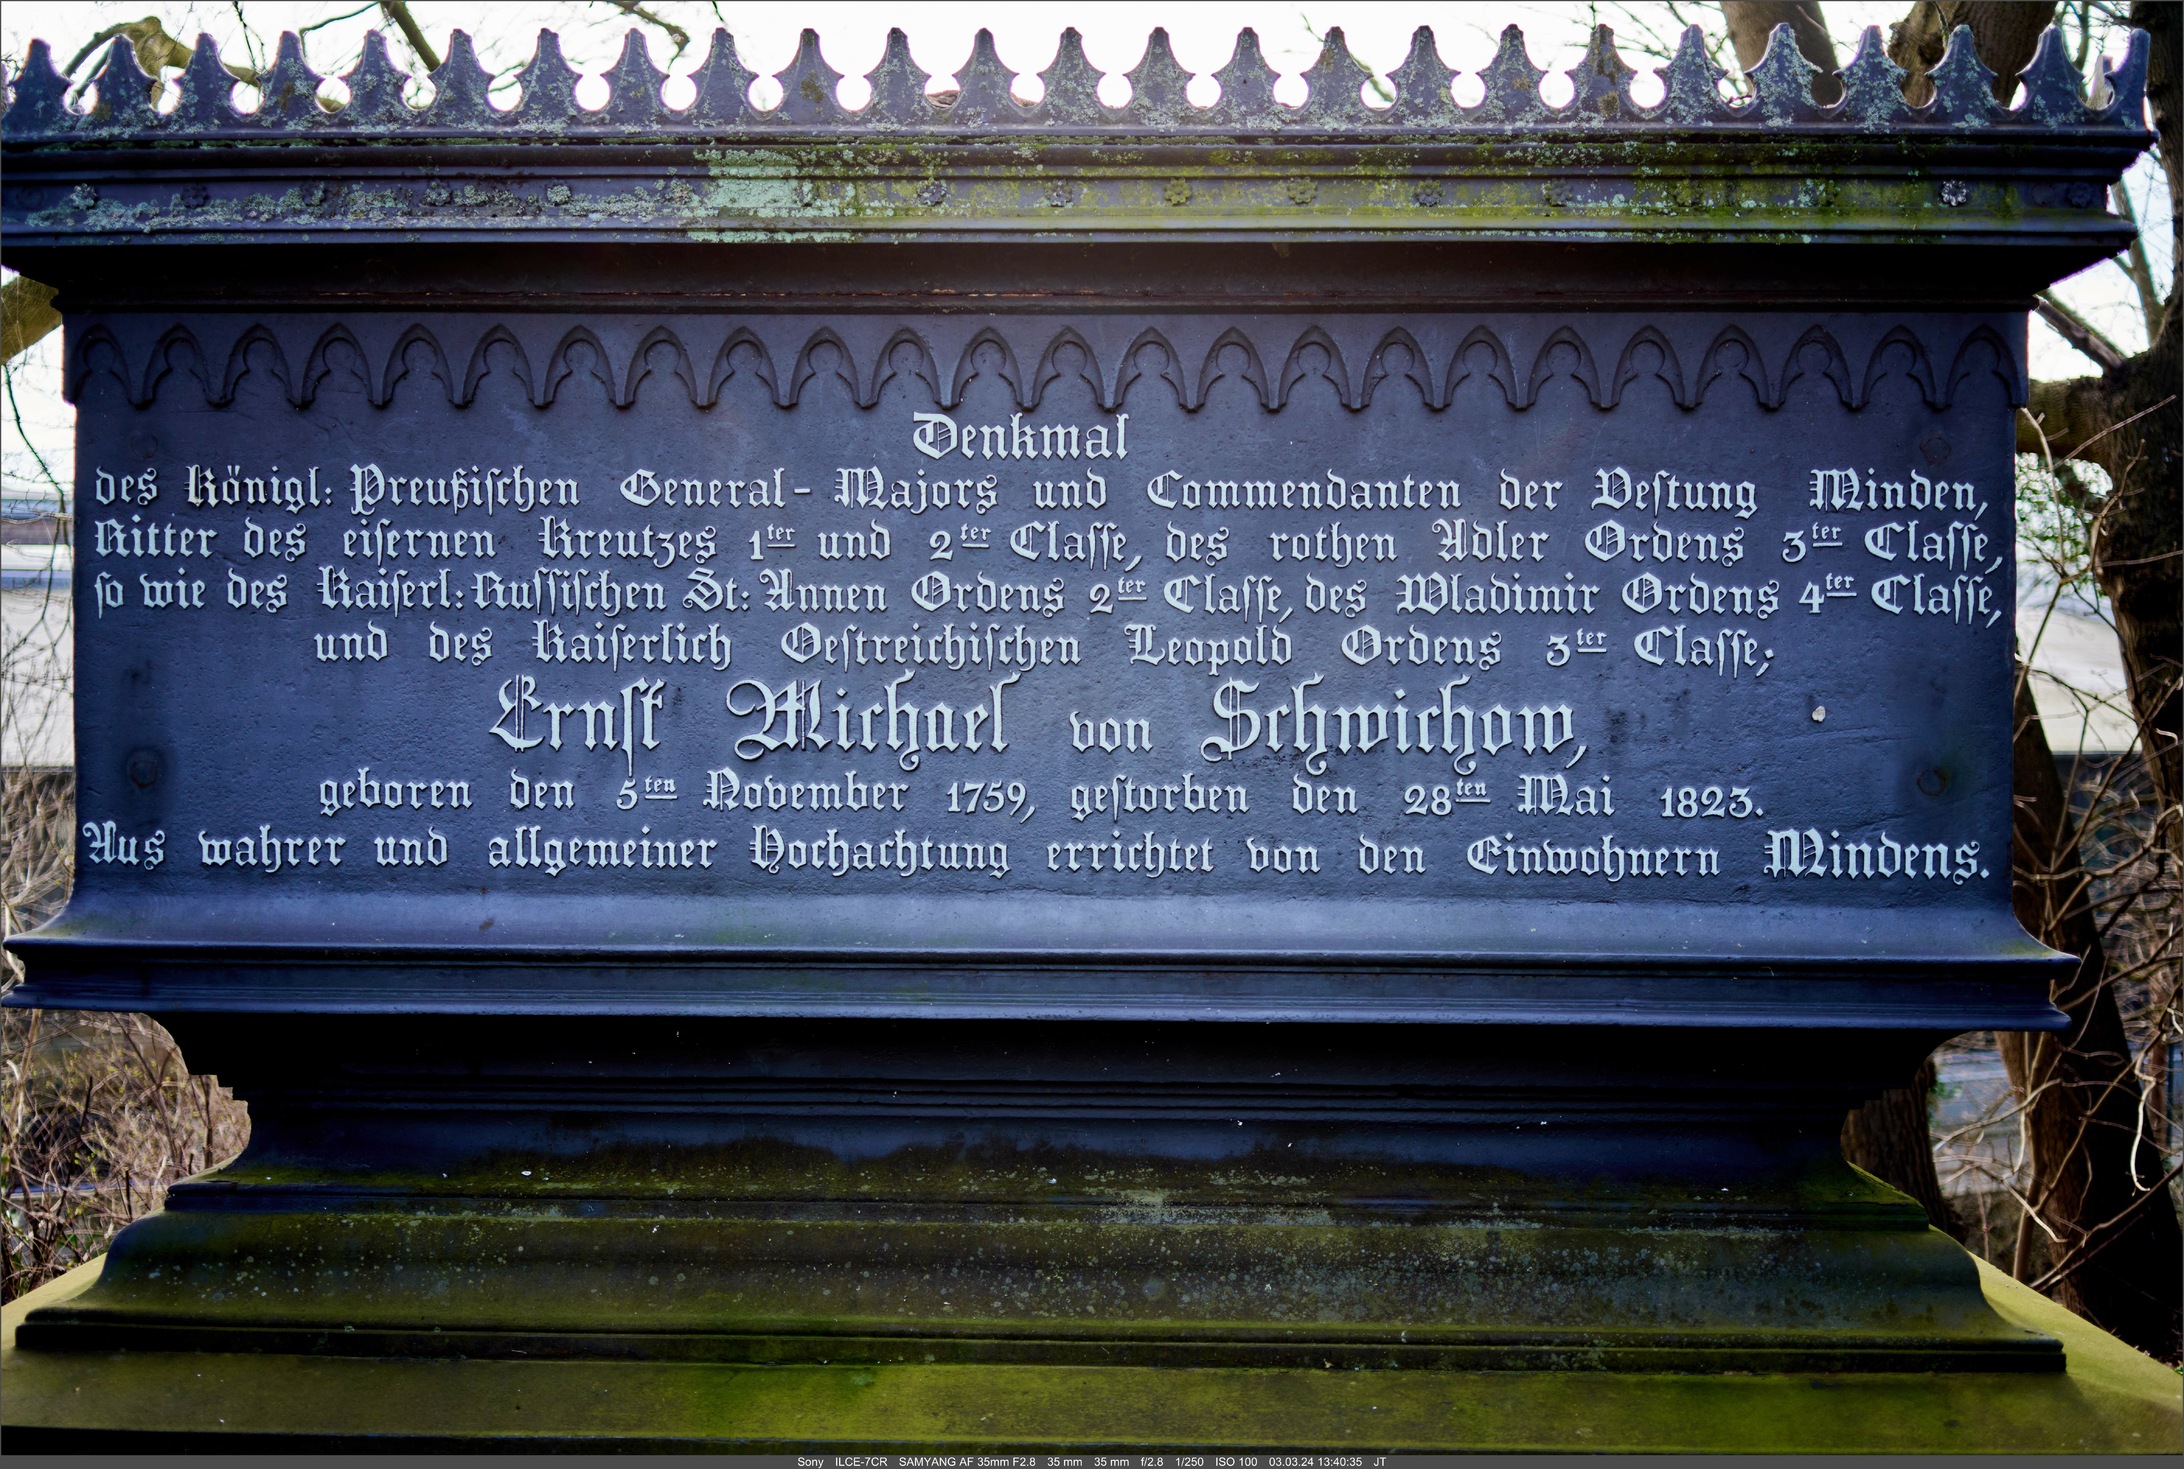 Denkmal
des Königl: Preußischen General- Majors und Commendanten der Vestung Minden,
Ritter des eisernen Kreutzes 1ter und 2ter Classe, des rothen Adler Ordens 3ter Classe,
so wie des Kaiserl: Russischen St: Annen Ordens 2ter Classe, des Wladimir Ordens 4ter Classe,
und des Kaiserlich Oestreichischen Leopold Ordens 3ter Classe;
Ernst Michael von Schwichow,
geboren den 5ten November 1759, gestorben den 28ten Mai 1823.
Aus wahrer und allgemeiner Hochachtung errichtet von den Einwohnern Mindens.
Sony ILCE-7CR SAMYANG AF 35mm F2.8 35 mm 35 mm f/2.8 1/250 ISO 100 03.03.24 13:40:35 JT